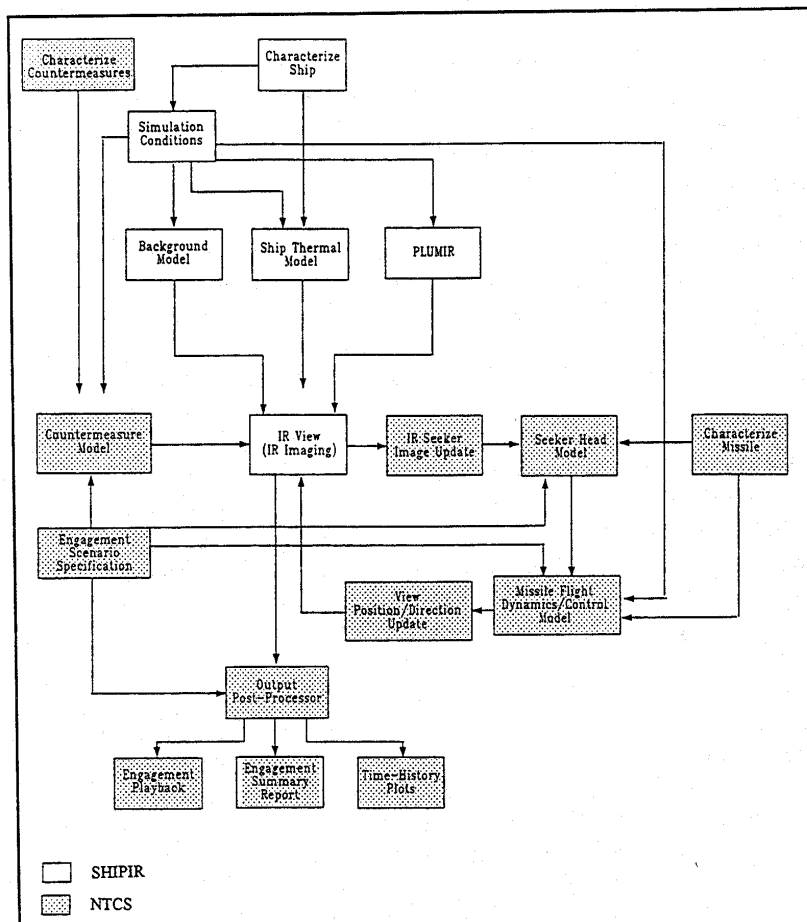 Characterize
Countermeasures
Characterize
Ship
Simulation
Conditions
Background
Model
Ship Thermal
Model
PLUMIR
Countermeasure
Model
IR View
(IR Imaging)
IR Seeker
Image Update
Seeker Head
Model
Characterize
Missile
Engagement
Scenario
Specification
View
Position/Direction
Update
Missile Flight
Dynamics/Control
Model
Output
Post-Processor
Engagement
Playback
Engagement
Summary
Report
Time-History
Plots
SHIPIR
NTCS